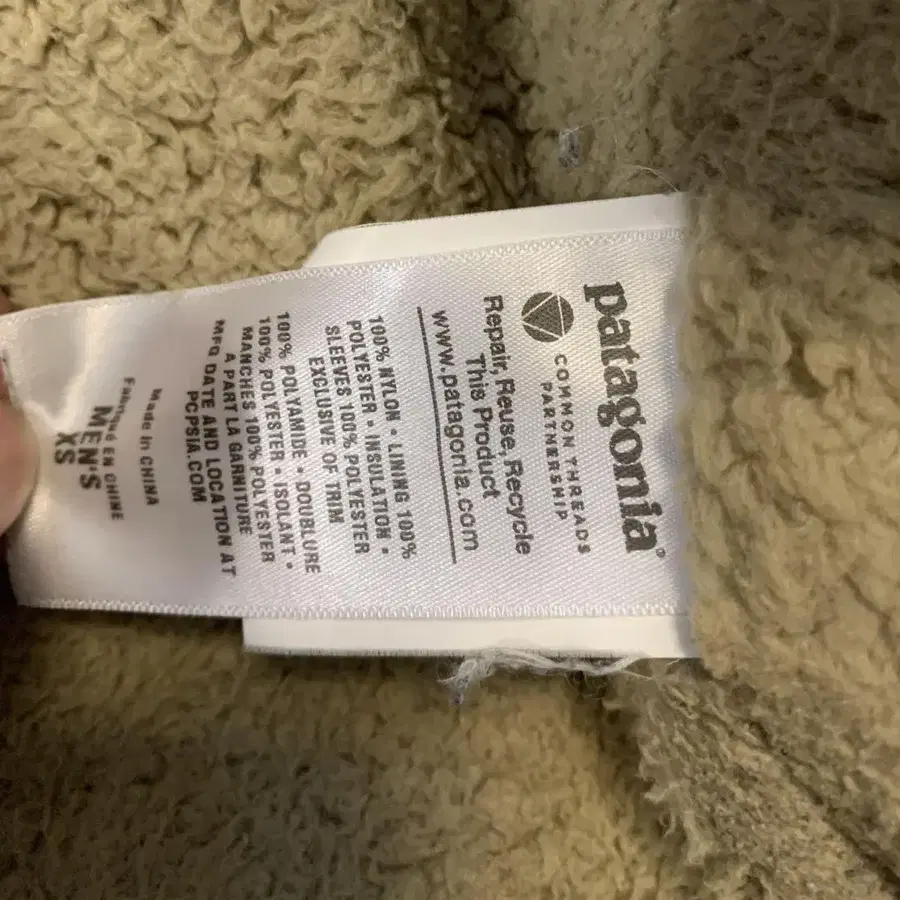 patagonia®
COMMON THREADS
PARTNERSHIP
Repair, Reuse, Recycle
This Product
www.patagonia.com
100% NYLON • LINING 100%
POLYESTER • INSULATION •
SLEEVES 100% POLYESTER
EXCLUSIVE OF TRIM
100% POLYAMIDE • DOUBLURE
100% POLYESTER • ISOLANT •
MANCHES 100% POLYESTER
A PART LA GARNITURE
MFG DATE AND LOCATION AT
PCPSIA.COM
Made in CHINA
Fabriqué EN CHINE
MEN'S
XS